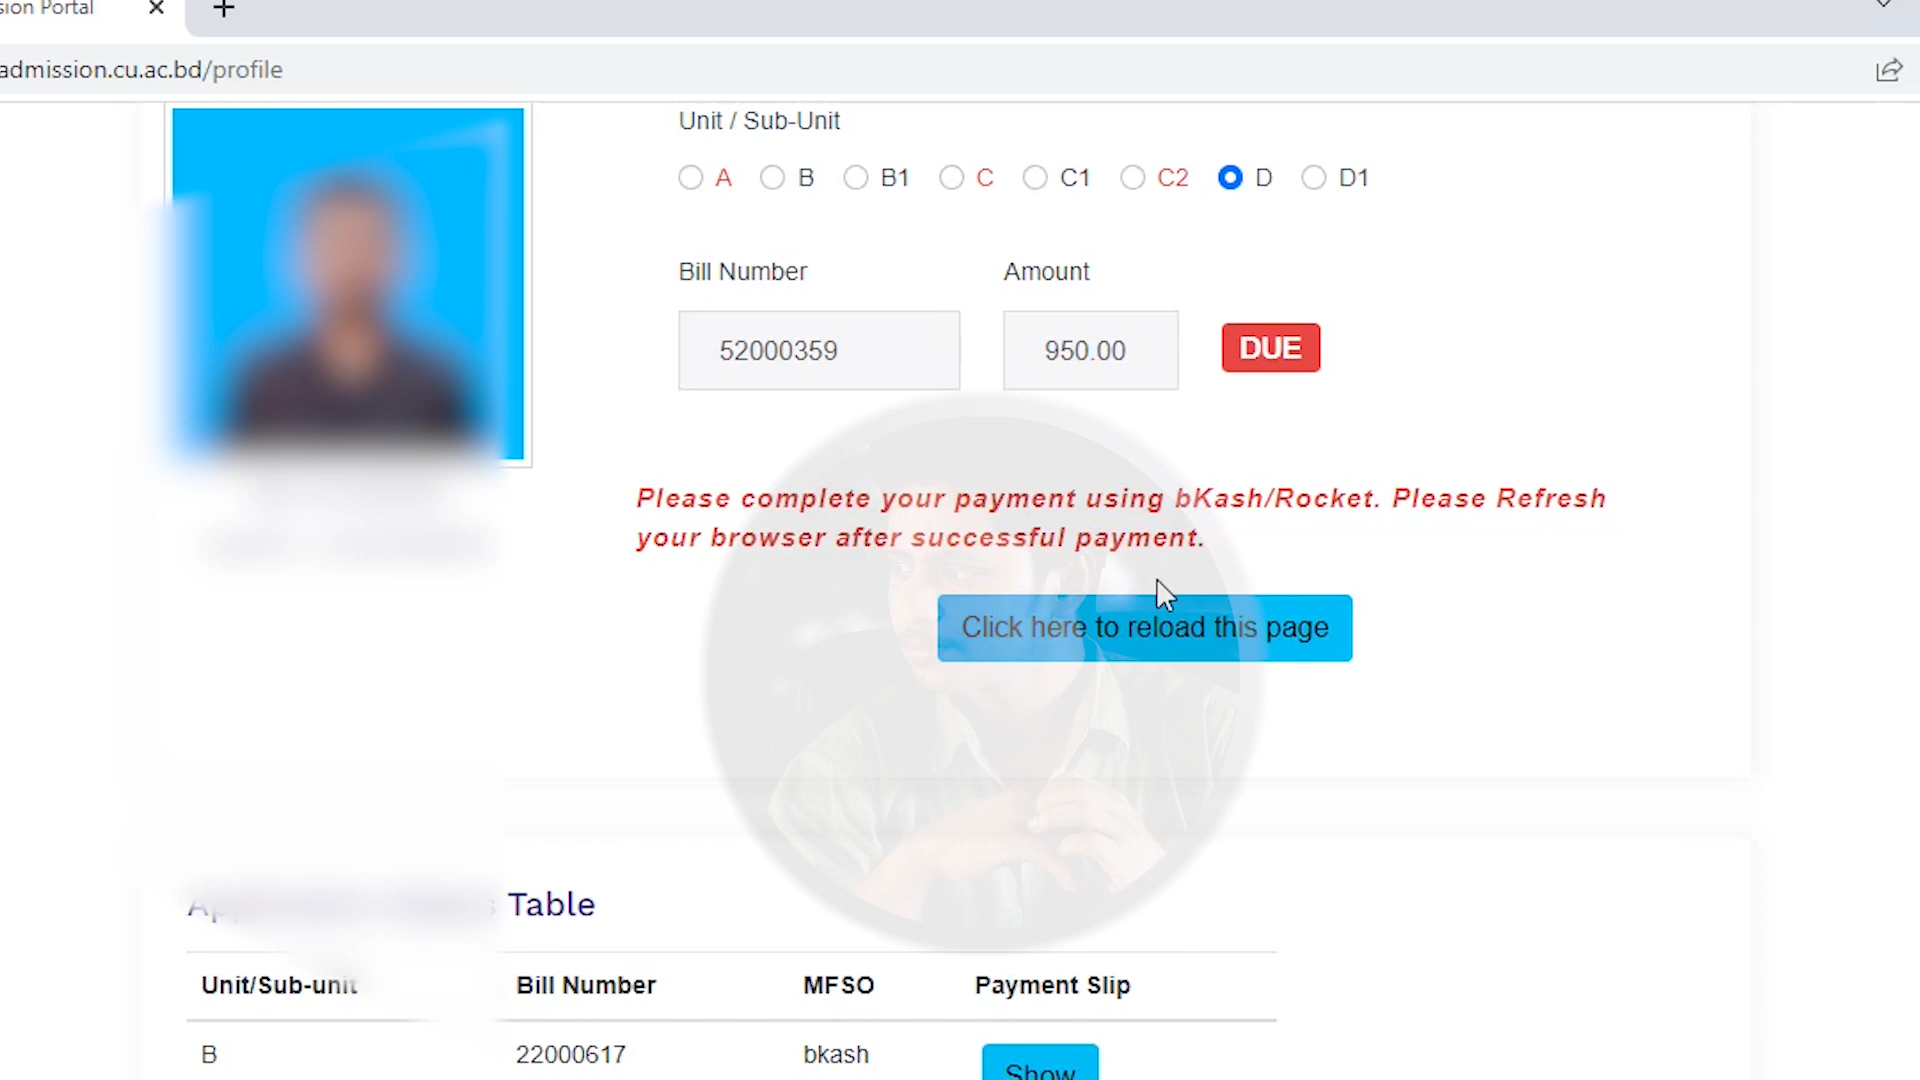 sion Portal
admission.cu.ac.bd/profile
Unit / Sub-Unit
A B B1 C C1 C2 D D1
Bill Number Amount
52000359 950.00 DUE
Please complete your payment using bKash/Rocket. Please Refresh
your browser after successful payment.
Click here to reload this page
Table
Unit/Sub-unit Bill Number MFSO Payment Slip
B 22000617 bkash Show